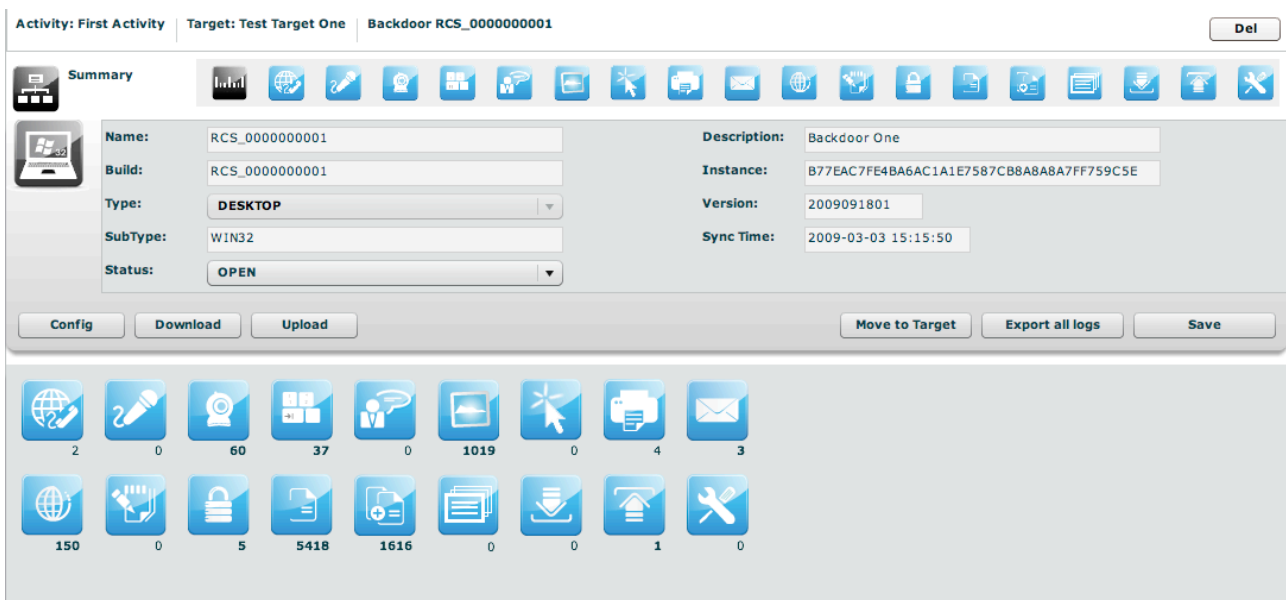 Activity: First Activity Target: Test Target One Backdoor RCS_0000000001
Del
Summary
Name: RCS_0000000001 Description: Backdoor One
Build: RCS_0000000001 Instance: B77EAC7FE4BA6AC1A1E7587CB8A8A8A7FF759C5E
Type: DESKTOP Version: 2009091801
SubType: WIN32 Sync Time: 2009-03-03 15:15:50
Status: OPEN
32
Config Download Upload Move to Target Export all logs Save
2 0 60 37 0 1019 0 4 3
150 0 5 5418 1616 0 0 1 0